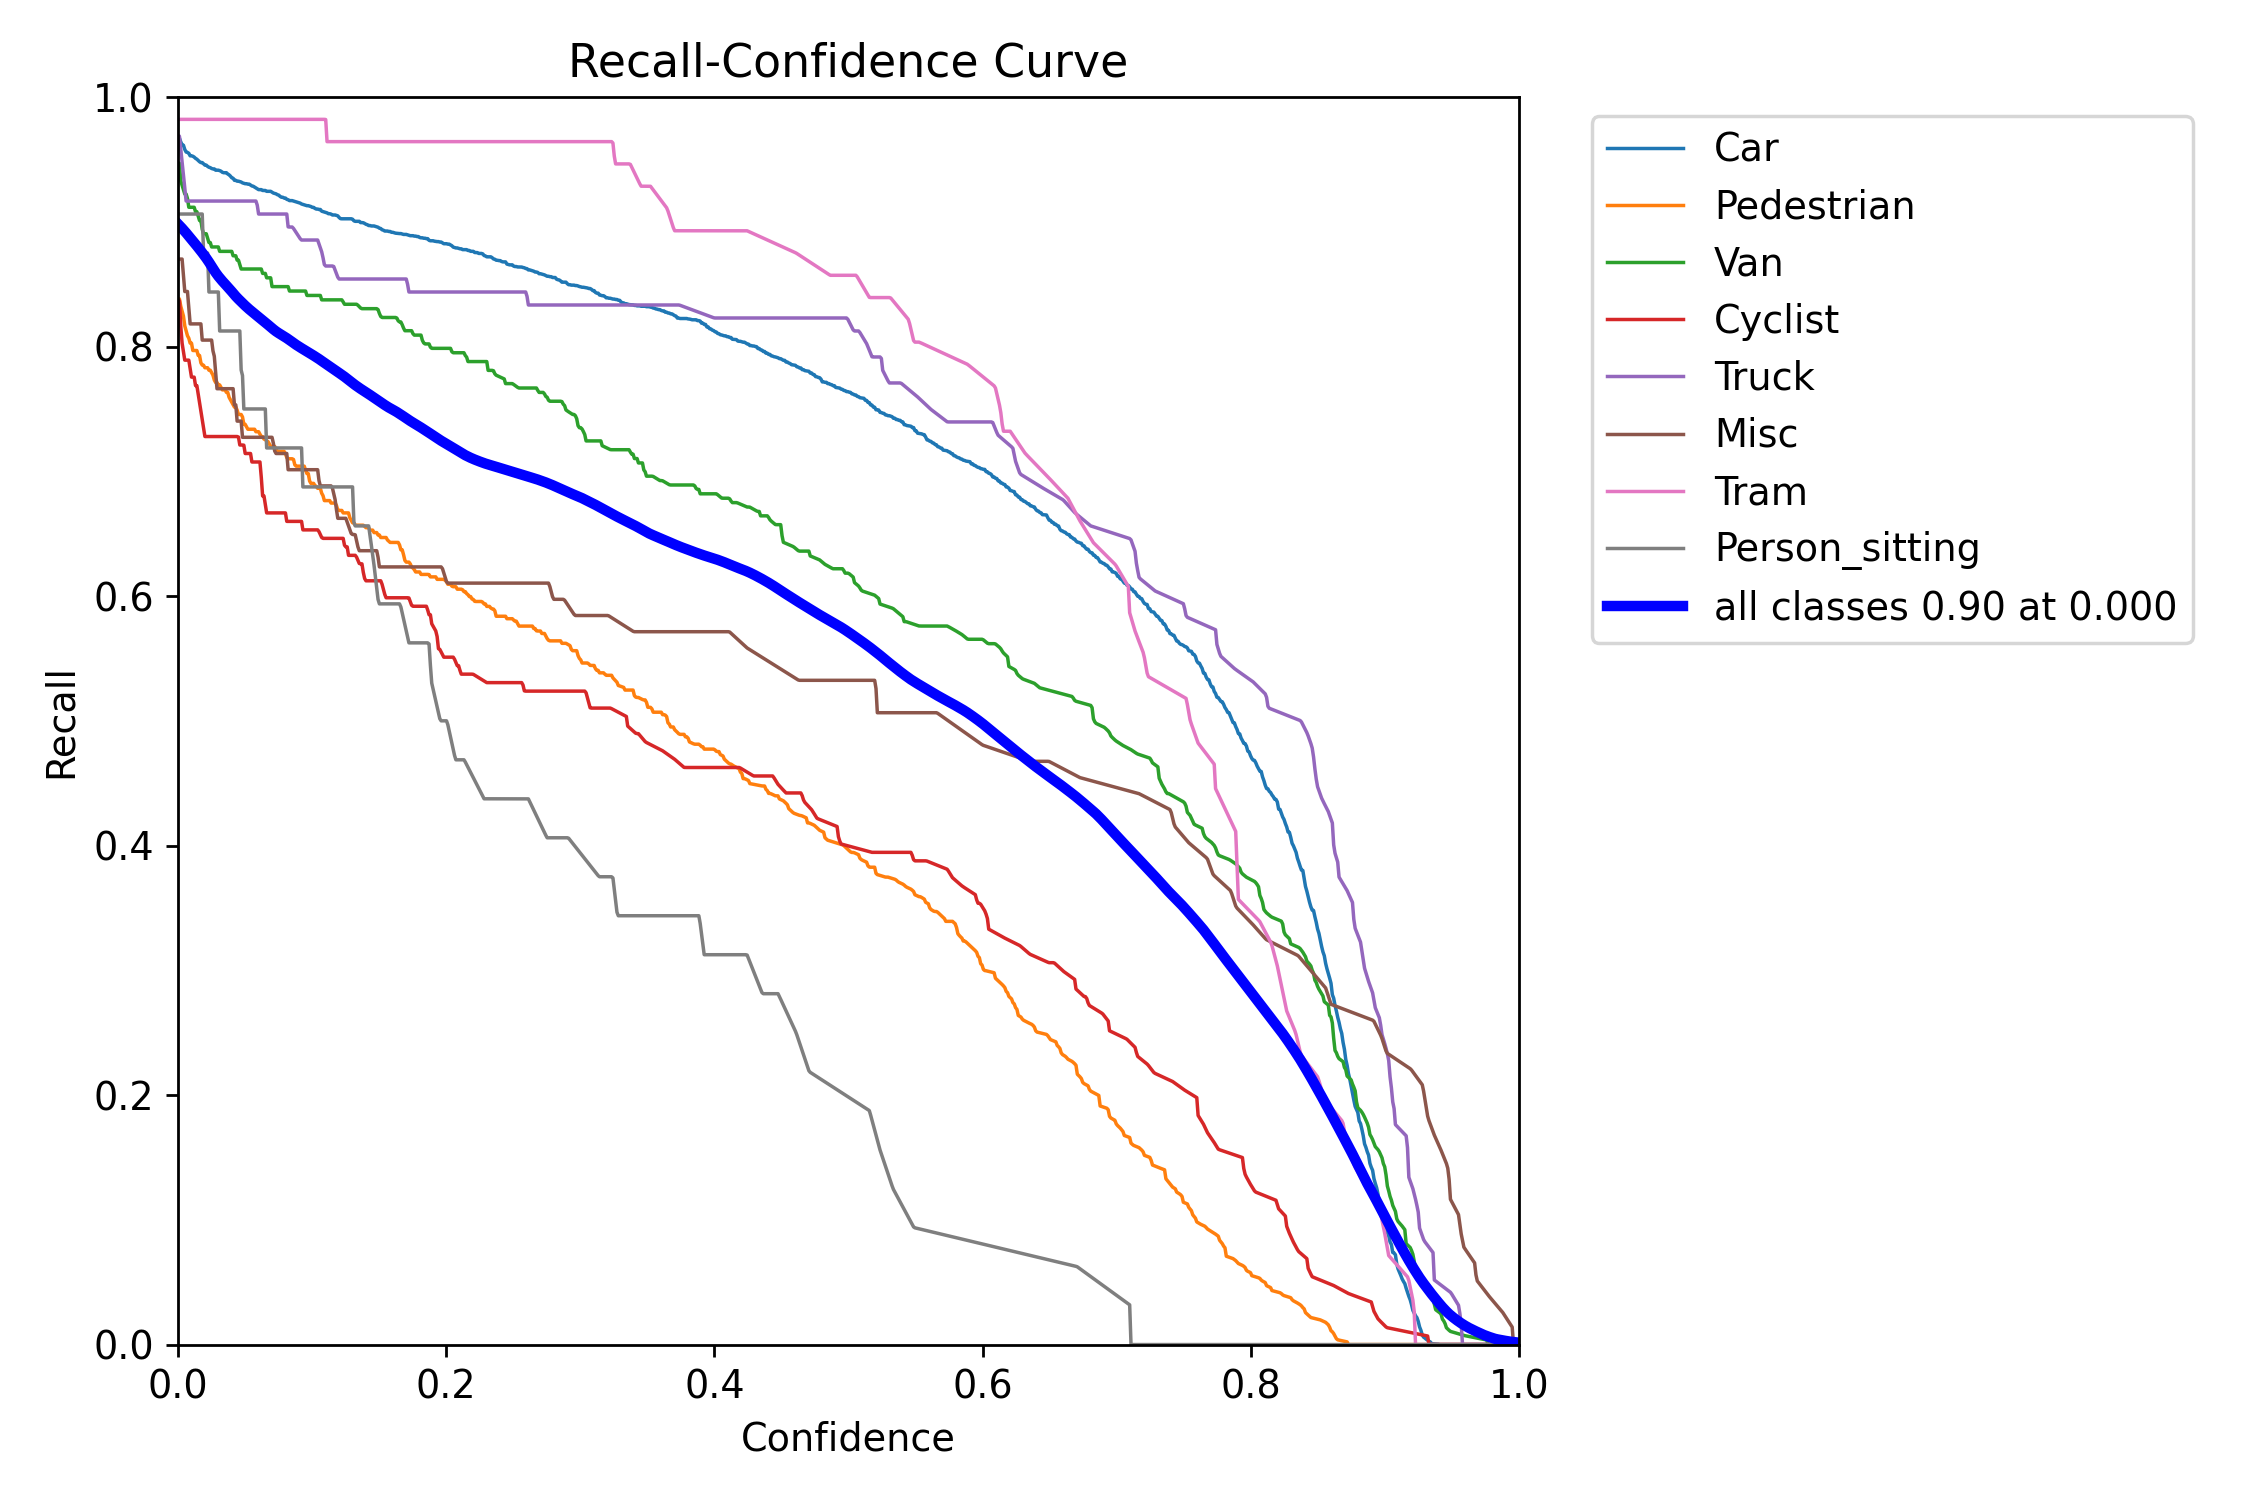 Recall-Confidence Curve
1.0
0.8
0.6
0.4
0.2
0.0
Recall
0.0 0.2 0.4 0.6 0.8 1.0
Confidence
Car
Pedestrian
Van
Cyclist
Truck
Misc
Tram
Person_sitting
all classes 0.90 at 0.000